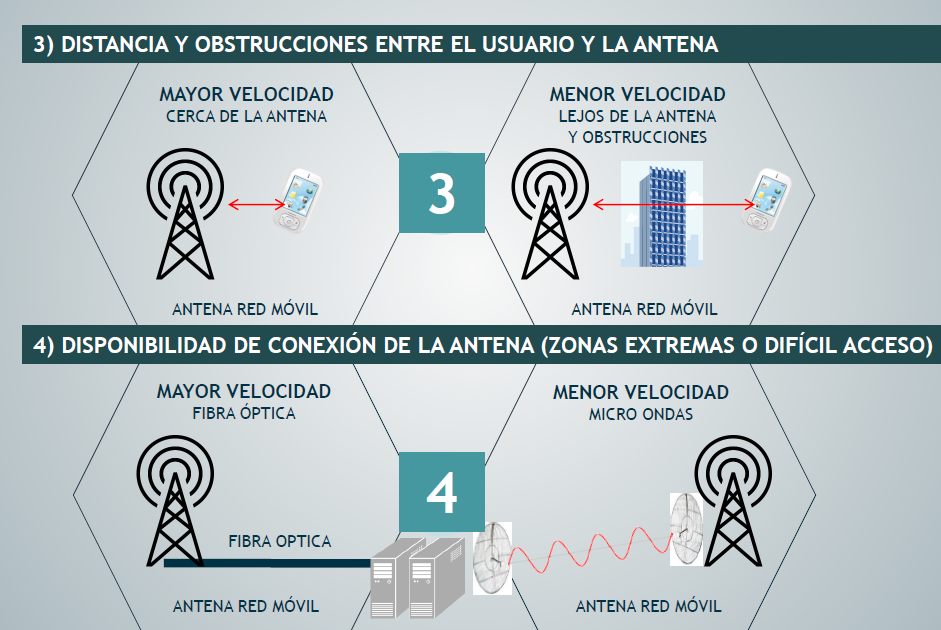 3) DISTANCIA Y OBSTRUCCIONES ENTRE EL USUARIO Y LA ANTENA
MAYOR VELOCIDAD
CERCA DE LA ANTENA
MENOR VELOCIDAD
LEJOS DE LA ANTENA
Y OBSTRUCCIONES
3
ANTENA RED MÓVIL
ANTENA RED MÓVIL
4) DISPONIBILIDAD DE CONEXIÓN DE LA ANTENA (ZONAS EXTREMAS O DIFÍCIL ACCESO)
MAYOR VELOCIDAD
FIBRA ÓPTICA
MENOR VELOCIDAD
MICRO ONDAS
4
FIBRA OPTICA
ANTENA RED MÓVIL
ANTENA RED MÓVIL